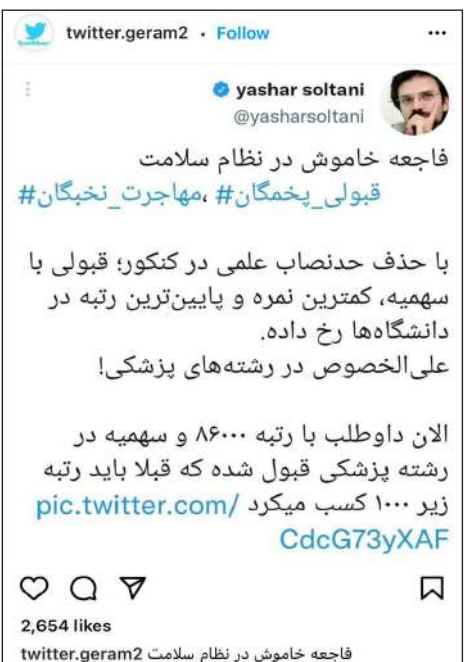 twitter.geram2 • Follow
yashar soltani
@yasharsoltani
فاجعه خاموش در نظام سلامت
#قبولی_پخمگان، #مهاجرت_نخبگان
با حذف حدنصاب علمی در کنکور؛ قبولی با
سهمیه، کمترین نمره و پایین‌ترین رتبه در
دانشگاه‌ها رخ داده.
علی‌الخصوص در رشته‌های پزشکی!
الان داوطلب با رتبه ۸۶۰۰۰ و سهمیه در
رشته پزشکی قبول شده که قبلا باید رتبه
زیر ۱۰۰۰ کسب میکرد pic.twitter.com/
CdcG73yXAF
2,654 likes
twitter.geram2 فاجعه خاموش در نظام سلامت